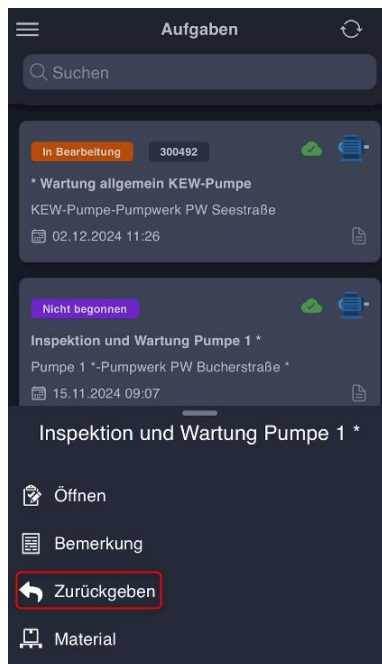 Aufgaben
Suchen
In Bearbeitung 300492
* Wartung allgemein KEW-Pumpe
KEW-Pumpe-Pumpwerk PW Seestraße
02.12.2024 11:26
Nicht begonnen
Inspektion und Wartung Pumpe 1 *
Pumpe 1 *-Pumpwerk PW Bucherstraße *
15.11.2024 09:07
Inspektion und Wartung Pumpe 1 *
Öffnen
Bemerkung
Zurückgeben
Material